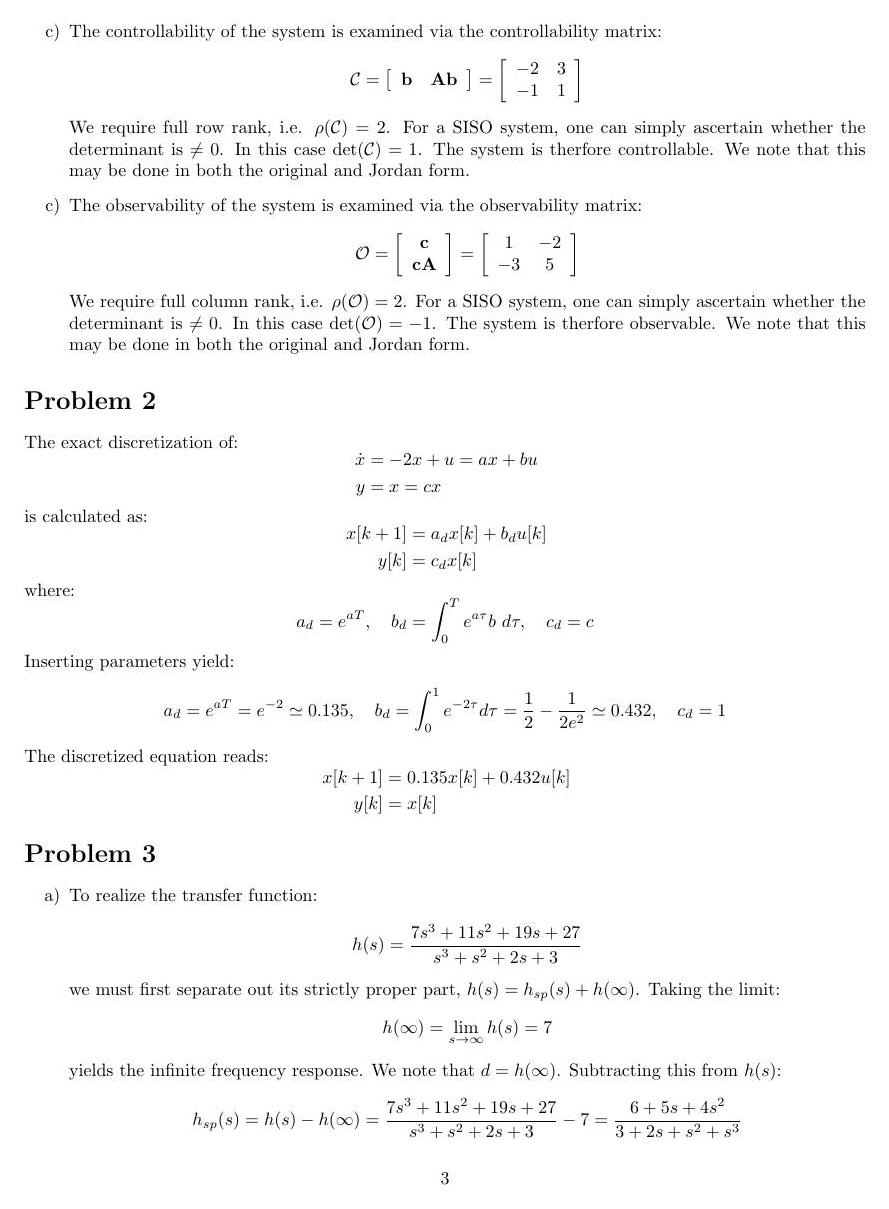 c) The controllability of the system is examined via the controllability matrix:
𝒞 = [ b Ab ] = [ −2 3 ; −1 1 ]
We require full row rank, i.e. ρ(𝒞) = 2. For a SISO system, one can simply ascertain whether the
determinant is ≠ 0. In this case det(𝒞) = 1. The system is therfore controllable. We note that this
may be done in both the original and Jordan form.
c) The observability of the system is examined via the observability matrix:
𝒪 = [ c ; cA ] = [ 1 −2 ; −3 5 ]
We require full column rank, i.e. ρ(𝒪) = 2. For a SISO system, one can simply ascertain whether the
determinant is ≠ 0. In this case det(𝒪) = −1. The system is therfore observable. We note that this
may be done in both the original and Jordan form.
Problem 2
The exact discretization of:
ẋ = −2x + u = ax + bu
y = x = cx
is calculated as:
x[k + 1] = a_d x[k] + b_d u[k]
y[k] = c_d x[k]
where:
a_d = e^{aT}, b_d = ∫_0^T e^{aτ} b dτ, c_d = c
Inserting parameters yield:
a_d = e^{aT} = e^{−2} ≃ 0.135, b_d = ∫_0^1 e^{−2τ} dτ = 1/2 − 1/(2e^2) ≃ 0.432, c_d = 1
The discretized equation reads:
x[k + 1] = 0.135x[k] + 0.432u[k]
y[k] = x[k]
Problem 3
a) To realize the transfer function:
h(s) = (7s^3 + 11s^2 + 19s + 27)/(s^3 + s^2 + 2s + 3)
we must first separate out its strictly proper part, h(s) = h_{sp}(s) + h(∞). Taking the limit:
h(∞) = lim_{s→∞} h(s) = 7
yields the infinite frequency response. We note that d = h(∞). Subtracting this from h(s):
h_{sp}(s) = h(s) − h(∞) = (7s^3 + 11s^2 + 19s + 27)/(s^3 + s^2 + 2s + 3) − 7 = (6 + 5s + 4s^2)/(3 + 2s + s^2 + s^3)
3